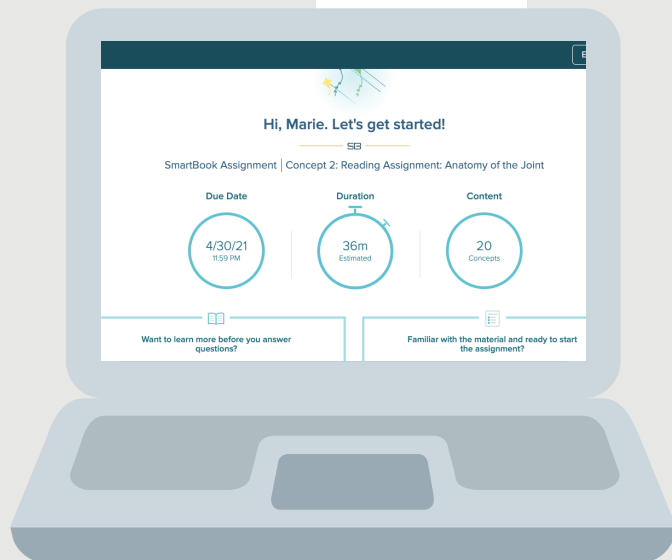 Hi, Marie. Let's get started!
SB
SmartBook Assignment | Concept 2: Reading Assignment: Anatomy of the Joint
Due Date
Duration
Content
4/30/21
11:59 PM
36m
Estimated
20
Concepts
Want to learn more before you answer
questions?
Familiar with the material and ready to start
the assignment?